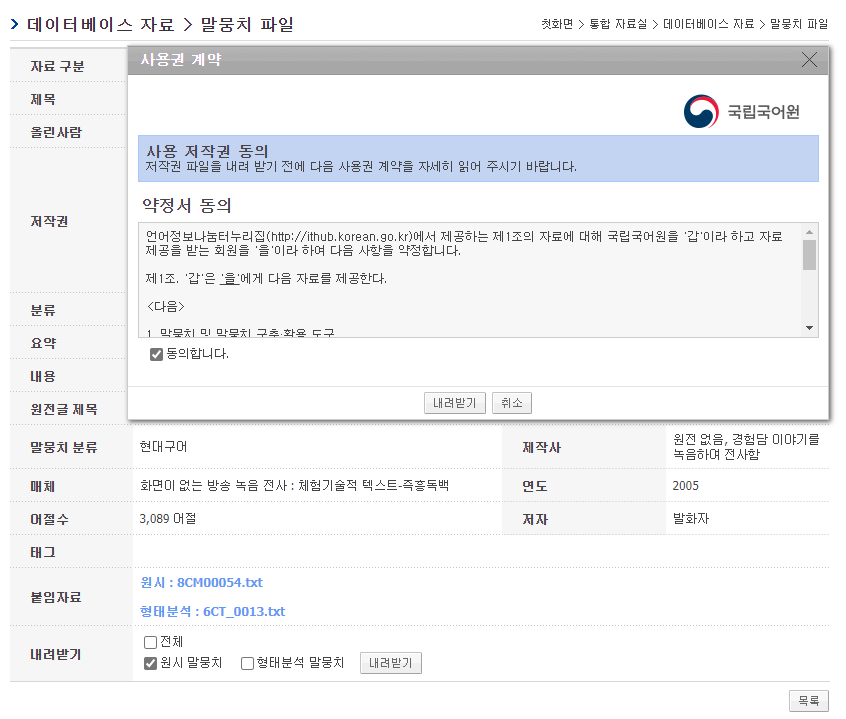 데이터베이스 자료 > 말뭉치 파일
첫화면 > 통합 자료실 > 데이터베이스 자료 > 말뭉치 파일
자료 구분
제목
올린사람
저작권
분류
요약
내용
원전글 제목
사용권 계약
국립국어원
사용 저작권 동의
저작권 파일을 내려 받기 전에 다음 사용권 계약을 자세히 읽어 주시기 바랍니다.
약정서 동의
언어정보나눔터누리집(http://ithub.korean.go.kr)에서 제공하는 제1조의 자료에 대해 국립국어원을 '갑'이라 하고 자료
제공을 받는 회원을 '을'이라 하여 다음 사항을 약정합니다.
제1조. '갑'은 '을'에게 다음 자료를 제공한다.
<다음>
1. 말뭉치 및 말뭉치 구축·활용 도구
동의합니다.
내려받기 취소
말뭉치 분류 현대구어 제작사 원전 없음, 경험담 이야기를
녹음하여 전사함
매체 화면이 없는 방송 녹음 전사 : 체험기술적 텍스트-즉흥독백 연도 2005
어절수 3,089 어절 저자 발화자
태그
붙임자료
원시 : 8CM00054.txt
형태분석 : 6CT_0013.txt
내려받기
전체
원시 말뭉치 형태분석 말뭉치 내려받기
목록